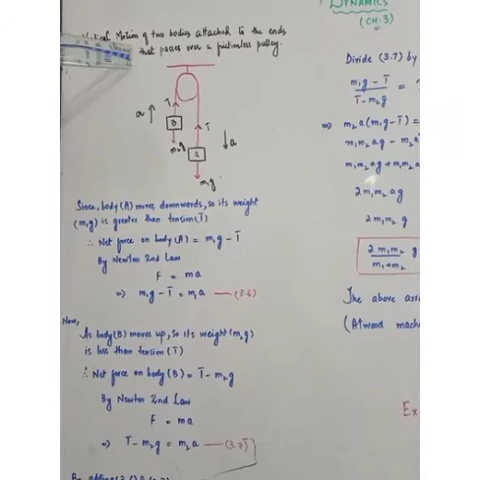 Vertical Motion of two bodies attached to the ends
that passes over a frictionless pulley.
T
a
B
m₂g
T
a
A
m₁g
Since, body (A) moves downwards, so its weight
(m₁g) is greater than tension (T)
∴ Net force on body (A) = m₁g - T
By Newton 2nd Law
F = ma
⇒ m₁g - T = m₁a —(3.6)
Now,
As body (B) moves up, so its weight (m₂g)
is less than tension (T)
∴ Net force on body (B) = T - m₂g
By Newton 2nd Law
F = ma
⇒ T - m₂g = m₂a —(3.7)
By adding
DYNAMICS
(CH-3)
Divide (3.7) by
m₁g - T
T - m₂g
=
⇒ m₂a(m₁g - T) =
m₁m₂ag - m₂a
m₁m₂ag + m₁m₂a
2m₁m₂ag
2m₁m₂g
2m₁m₂ g
m₁+m₂
The above arr
(Atwood mach
Ex